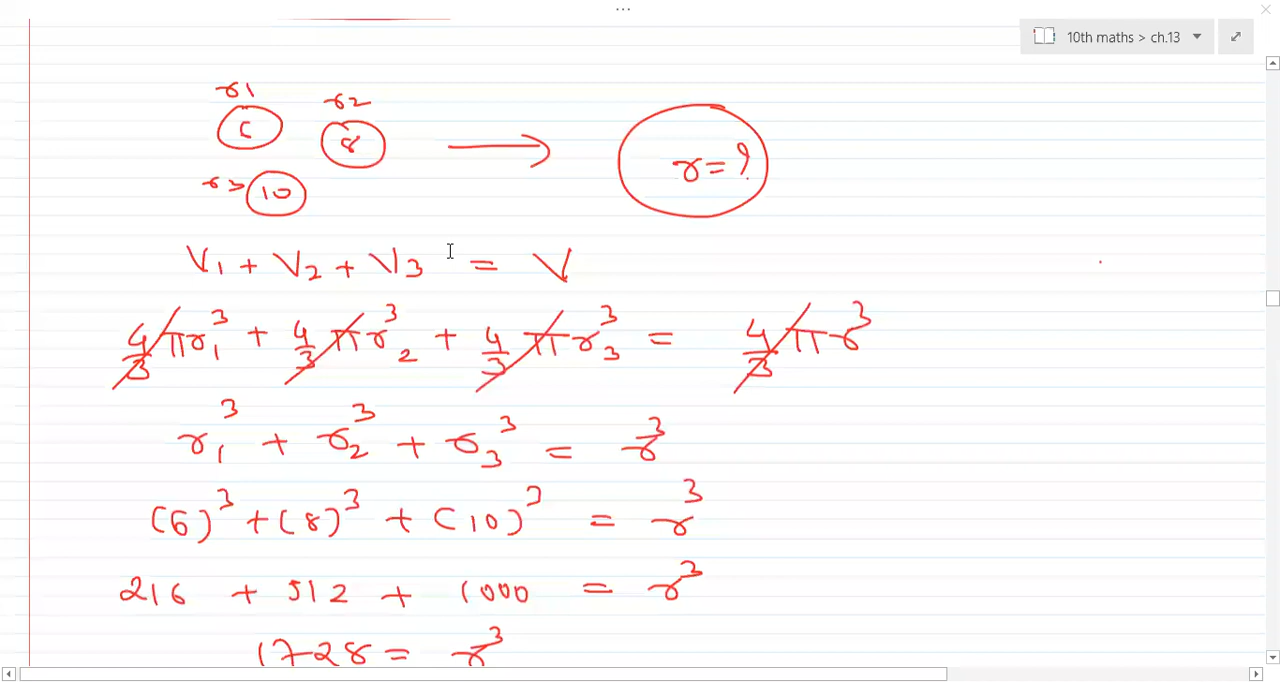 ...
10th maths > ch.13
r1
r2
6
8
r3
10
r = ?
V1 + V2 + V3 = V
4/3 πr₁³ + 4/3 πr₂³ + 4/3 πr₃³ = 4/3 πr³
r₁³ + r₂³ + r₃³ = r³
(6)³ + (8)³ + (10)³ = r³
216 + 512 + 1000 = r³
1728 = r³